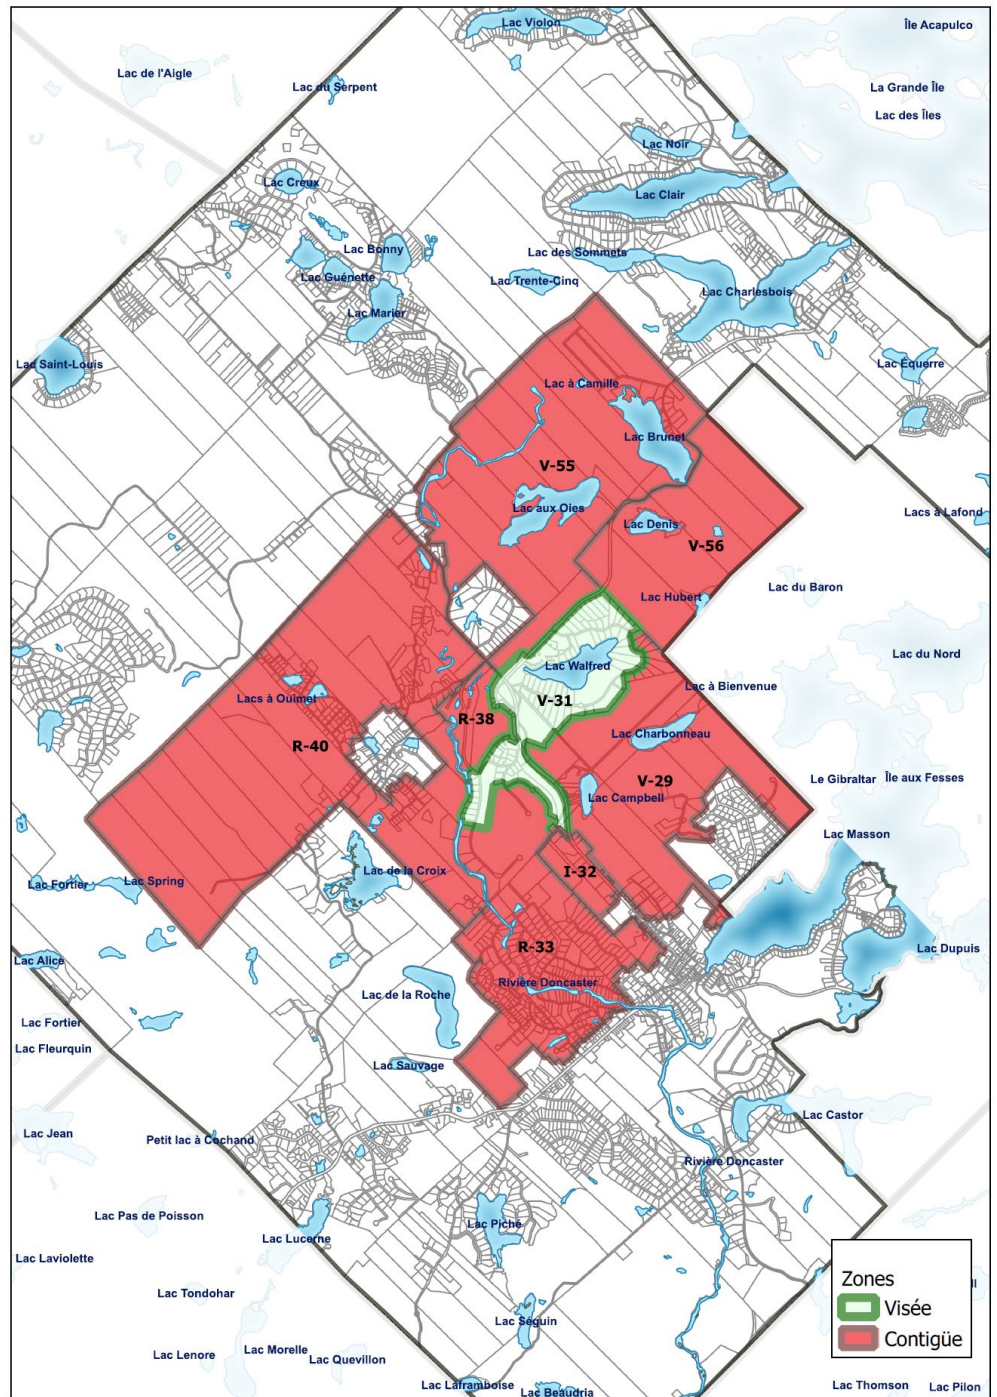 Lac Violon
Île Acapulco
Lac de l'Aigle
Lac du Serpent
La Grande Île
Lac des Îles
Lac Noir
Lac Creux
Lac Clair
Lac Bonny
Lac des Sommets
Lac Guénette
Lac Trente-Cinq
Lac Charlesbois
Lac Marier
Lac Saint-Louis
Lac Équerre
Lac à Camille
Lac Brunet
V-55
Lac aux Oies
Lacs à Lafond
Lac Denis
V-56
Lac du Baron
Lac Hubert
Lac du Nord
Lac Walfred
Lac à Bienvenue
Lacs à Ouimet
V-31
R-38
Lac Charbonneau
R-40
Le Gibraltar
Île aux Fesses
V-29
Lac Campbell
Lac Masson
Lac de la Croix
I-32
Lac Fortier
Lac Spring
R-33
Lac Dupuis
Lac Alice
Rivière Doncaster
Lac de la Roche
Lac Fortier
Lac Fleurquin
Lac Sauvage
Lac Castor
Lac Jean
Petit lac à Cochand
Rivière Doncaster
Lac Pas de Poisson
Lac Piché
Lac Lucerne
Lac Laviolette
Zones
Visée
Contigüe
ll
Lac Tondohar
Lac Séguin
Lac Morelle
Lac Lenore
Lac Quevillon
Lac Laframboise
Lac Beaudria
Lac Thomson
Lac Pilon